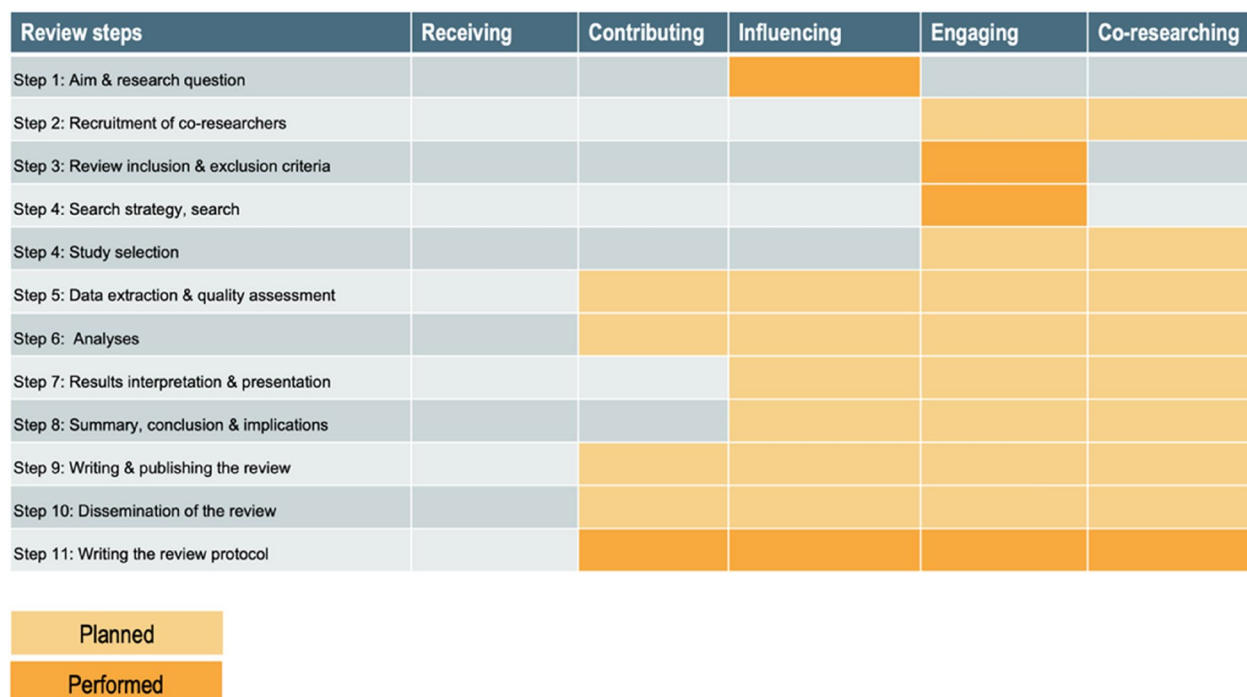 Review steps Receiving Contributing Influencing Engaging Co-researching
Step 1: Aim & research question
Step 2: Recruitment of co-researchers
Step 3: Review inclusion & exclusion criteria
Step 4: Search strategy, search
Step 4: Study selection
Step 5: Data extraction & quality assessment
Step 6: Analyses
Step 7: Results interpretation & presentation
Step 8: Summary, conclusion & implications
Step 9: Writing & publishing the review
Step 10: Dissemination of the review
Step 11: Writing the review protocol
Planned
Performed